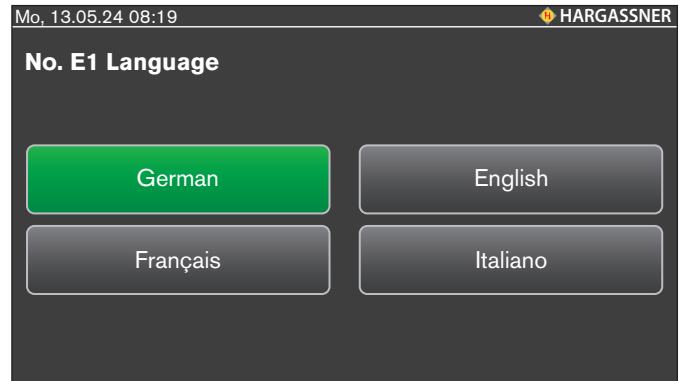 Mo, 13.05.24 08:19 HARGASSNER
No. E1 Language
German English
Français Italiano